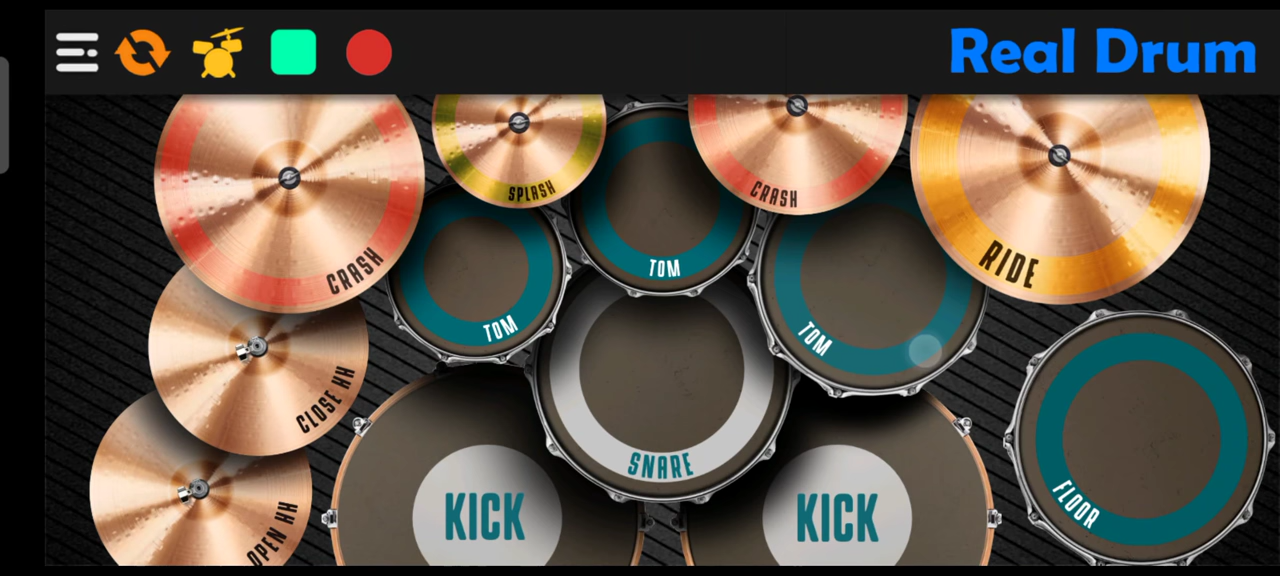 Real Drum
SPLASH
CRASH
CRASH
RIDE
TOM
TOM
TOM
CLOSE HH
SNARE
OPEN HH
KICK
KICK
FLOOR